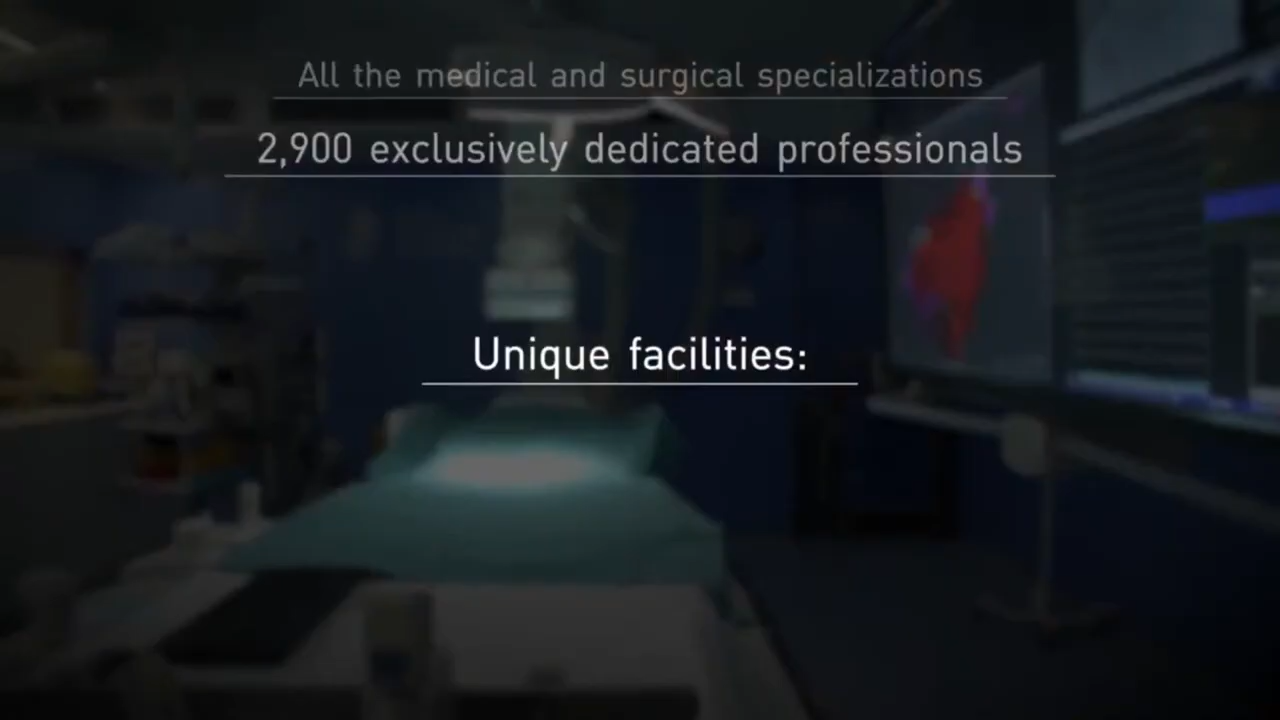 All the medical and surgical specializations
2,900 exclusively dedicated professionals
Unique facilities: